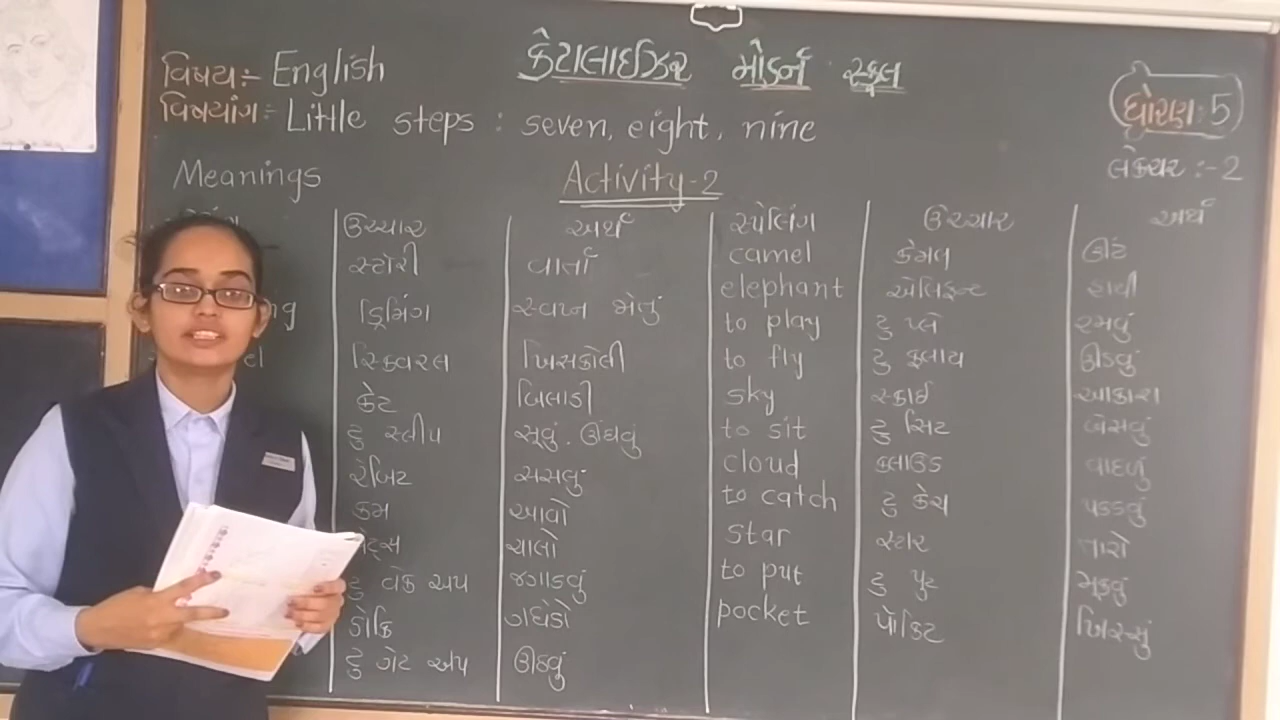 વિષય:- English કેટાલાઈઝર મોડર્ન સ્કૂલ
વિષયાંગ:- Little steps : seven, eight, nine ધોરણ:5
Meanings Activity-2 લેક્ચર :-2
ઉચ્ચાર અર્થ સ્પેલિંગ ઉચ્ચાર અર્થ
સ્ટોરી વાર્તા camel કેમલ ઊંટ
ng ડ્રિમિંગ સ્વપ્ન જોવું elephant એલિફન્ટ હાથી
to play ટુ પ્લે રમવું
el સ્કિવરલ ખિસકોલી to fly ટુ ફ્લાય ઊડવું
કેટ બિલાડી sky સ્કાઈ આકાશ
ટુ સ્લીપ સૂવું. ઊંઘવું to sit ટુ સિટ બેસવું
રેબિટ સસલુ cloud ક્લાઉડ વાદળું
કમ આવો to catch ટુ કેચ પકડવું
લેટ્સ ચાલો star સ્ટાર તારો
ટુ વેક અપ જગાડવું to put ટુ પુટ મૂકવું
ડોંકિ ગધેડો pocket પૉકિટ ખિસ્સું
ટુ ગેટ અપ ઊઠવું